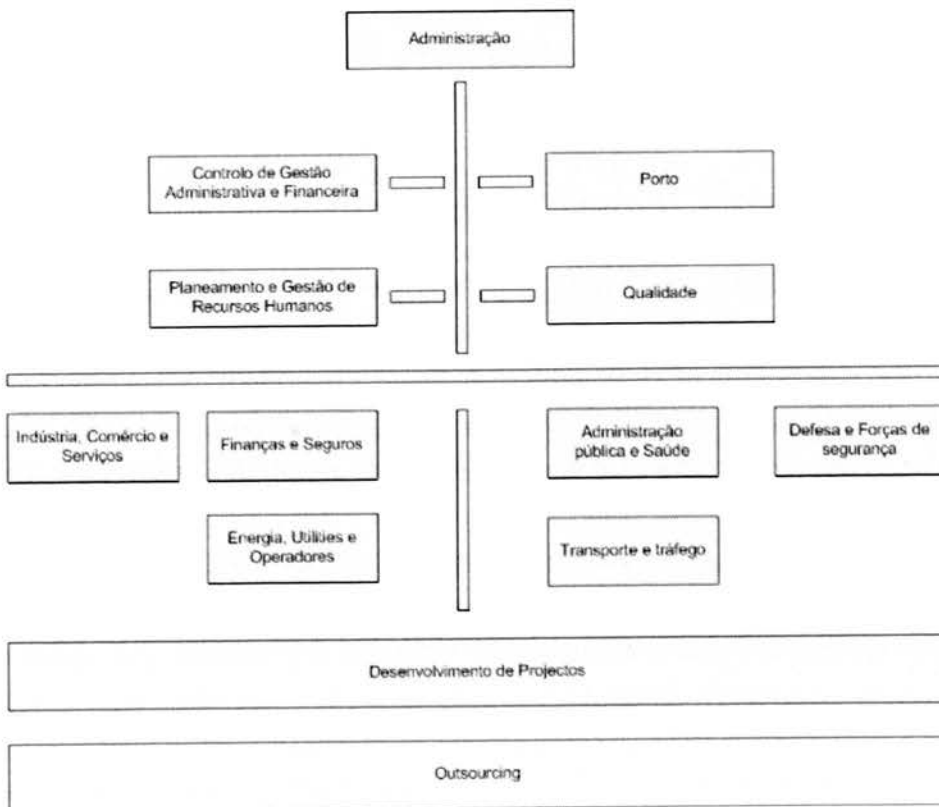 Administração
Controlo de Gestão
Administrativa e Financeira
Porto
Planeamento e Gestão de
Recursos Humanos
Qualidade
Indústria, Comércio e
Serviços
Finanças e Seguros
Administração
pública e Saúde
Defesa e Forças de
segurança
Energia, Utilities e
Operadores
Transporte e tráfego
Desenvolvimento de Projectos
Outsourcing